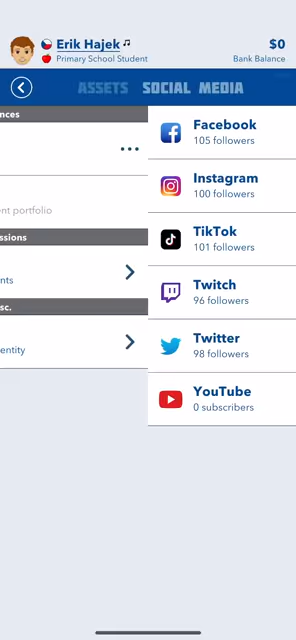 Erik Hajek
$0
Primary School Student
Bank Balance
ASSETS
SOCIAL MEDIA
nces
nt portfolio
ssions
nts
sc.
entity
Facebook
105 followers
Instagram
100 followers
TikTok
101 followers
Twitch
96 followers
Twitter
98 followers
YouTube
0 subscribers